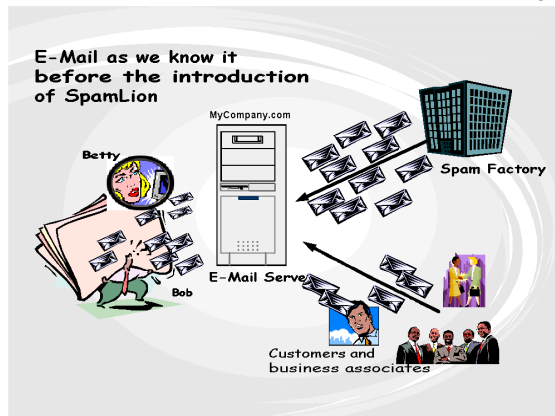 E-Mail as we know it
before the introduction
of SpamLion
MyCompany.com
Betty
Spam Factory
Bob
E-Mail Serve
Customers and
business associates